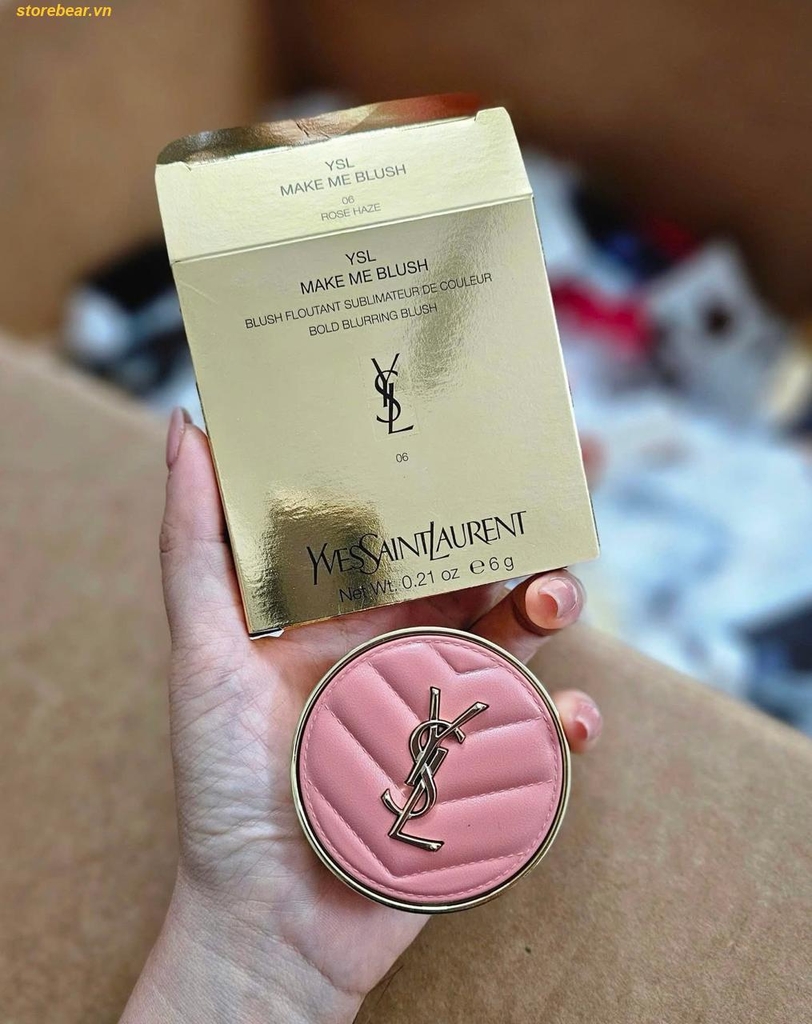 storebear.vn
YSL
MAKE ME BLUSH
06
ROSE HAZE
YSL
MAKE ME BLUSH
BLUSH FLOUTANT SUBLIMATEUR DE COULEUR
BOLD BLURRING BLUSH
YSL
06
YVESSAINTLAURENT
Net Wt. 0.21 oz ℮ 6 g
YSL